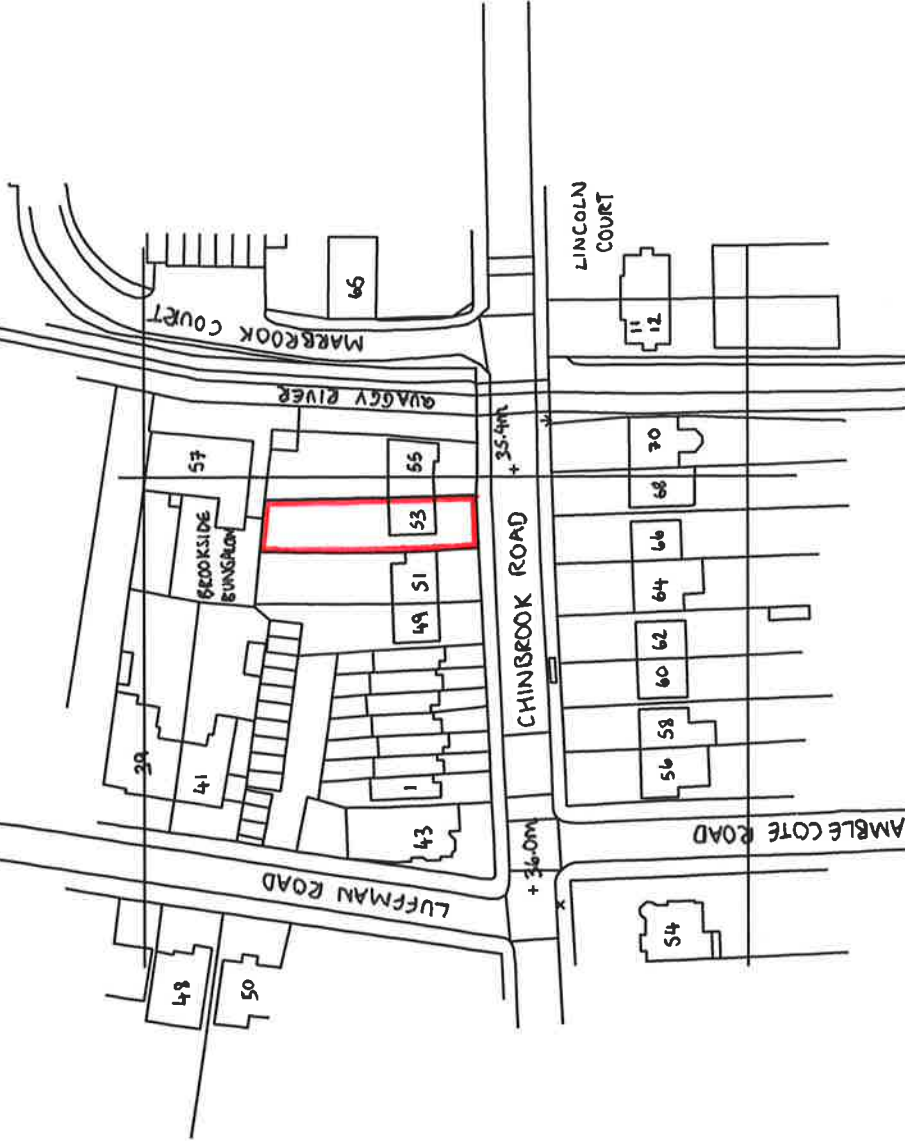 LINCOLN
COURT
65
11
12
MARBROOK COURT
QUAGGY RIVER
57
55
+ 35.4m
70
68
53
BROOKSIDE
BUNGALOW
51
66
64
49
CHINBROOK ROAD
62
60
58
56
39
41
1
43
+ 36.0m
AMBLECOTE ROAD
LUFFMAN ROAD
54
48
50